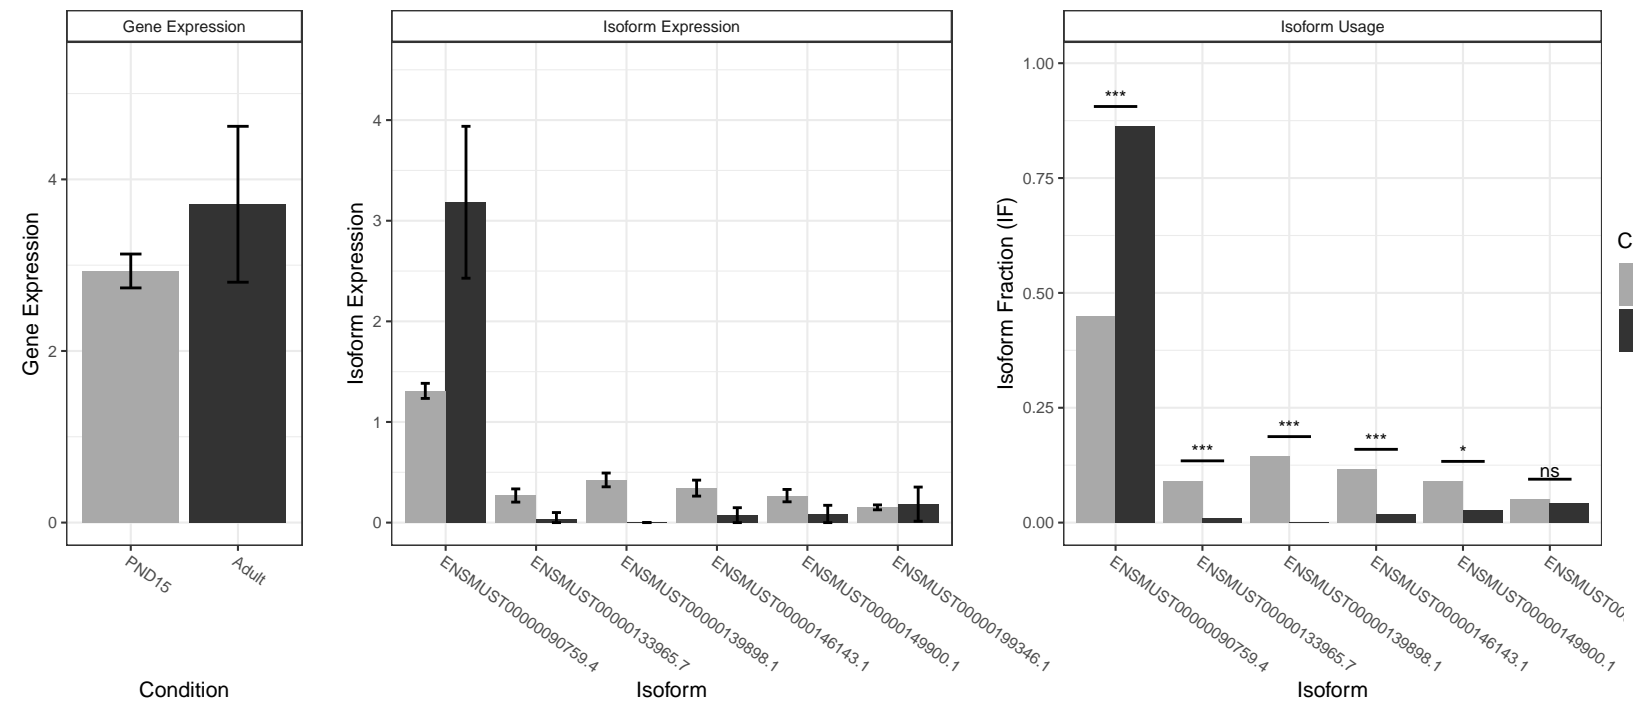 Gene Expression
Isoform Expression
Isoform Usage
Gene Expression
0
2
4
PND15
Adult
Condition
Isoform Expression
0
1
2
3
4
ENSMUST00000090759.4
ENSMUST00000133965.7
ENSMUST00000139898.1
ENSMUST00000146143.1
ENSMUST00000149900.1
ENSMUST00000199346.1
Isoform
Isoform Fraction (IF)
0.00
0.25
0.50
0.75
1.00
***
***
***
***
*
ns
ENSMUST00000090759.4
ENSMUST00000133965.7
ENSMUST00000139898.1
ENSMUST00000146143.1
ENSMUST00000149900.1
Isoform
C